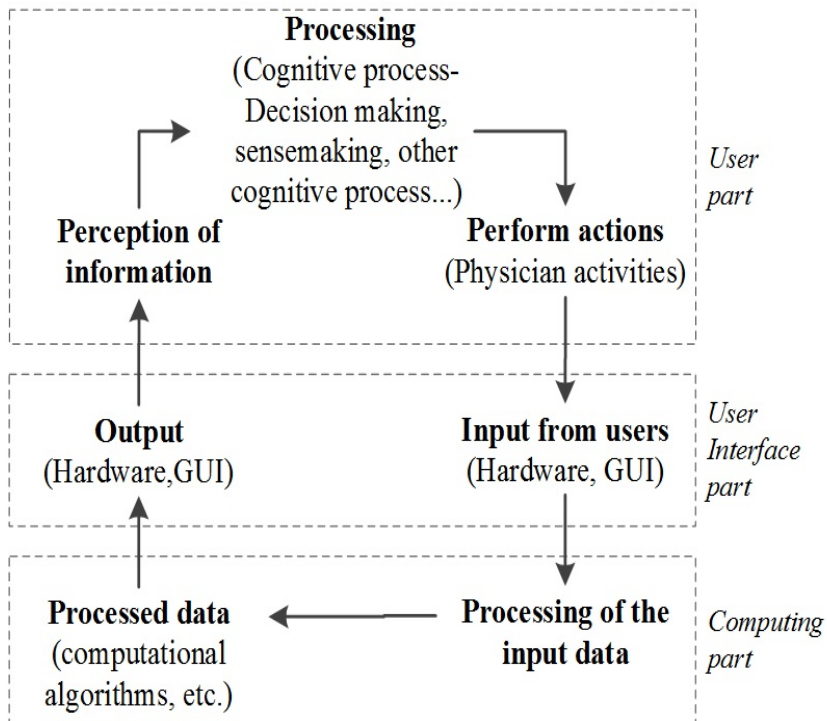 Processing
(Cognitive process-
Decision making,
sensemaking, other
cognitive process...)
User
part
Perception of
information
Perform actions
(Physician activities)
Output
(Hardware,GUI)
Input from users
(Hardware, GUI)
User
Interface
part
Processed data
(computational
algorithms, etc.)
Processing of the
input data
Computing
part